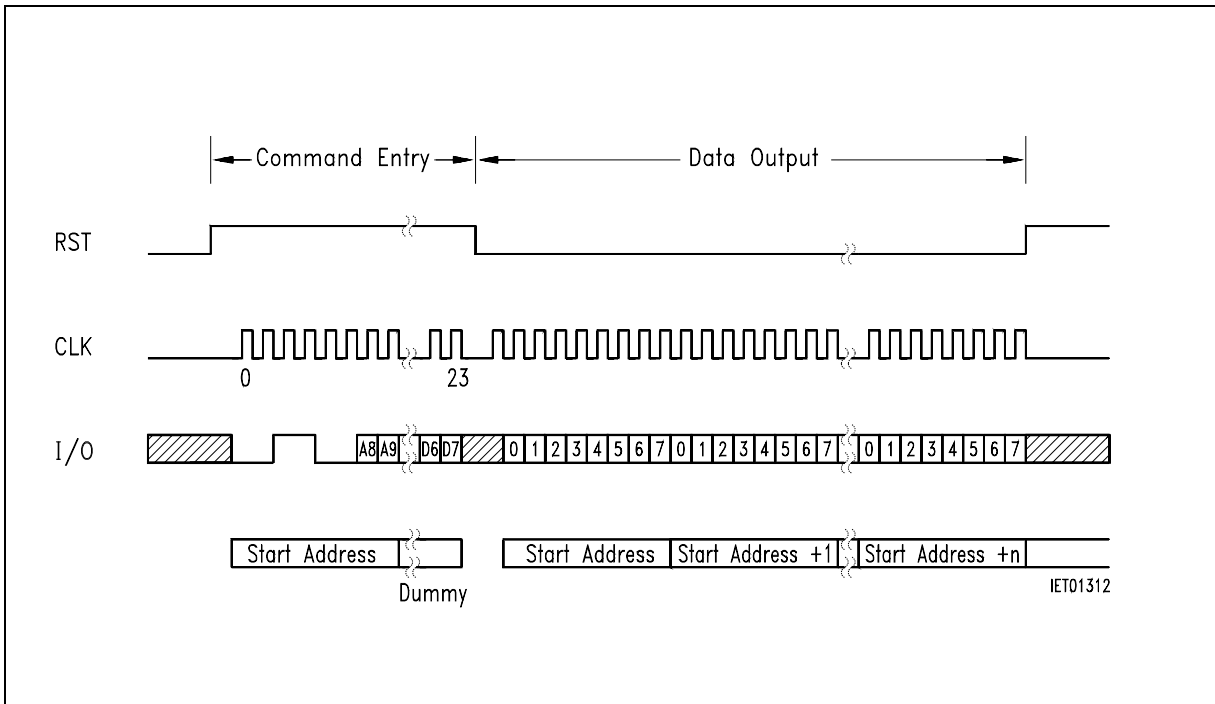 Command Entry Data Output
RST
CLK
0 23
I/O A8 A9 D6 D7 0 1 2 3 4 5 6 7 0 1 2 3 4 5 6 7 0 1 2 3 4 5 6 7
Start Address Start Address Start Address +1 Start Address +n
Dummy IET01312